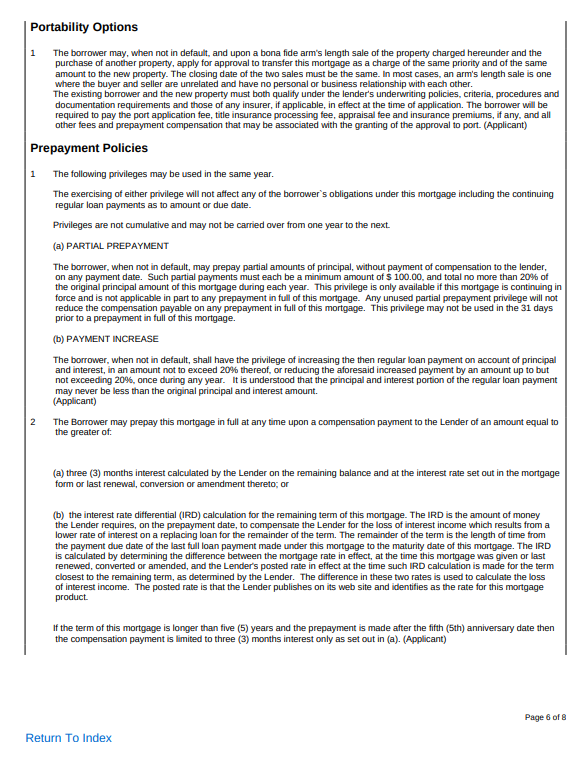 Portability Options
1 The borrower may, when not in default, and upon a bona fide arm's length sale of the property charged hereunder and the
purchase of another property, apply for approval to transfer this mortgage as a charge of the same priority and of the same
amount to the new property. The closing date of the two sales must be the same. In most cases, an arm's length sale is one
where the buyer and seller are unrelated and have no personal or business relationship with each other.
The existing borrower and the new property must both qualify under the lender's underwriting policies, criteria, procedures and
documentation requirements and those of any insurer, if applicable, in effect at the time of application. The borrower will be
required to pay the port application fee, title insurance processing fee, appraisal fee and insurance premiums, if any, and all
other fees and prepayment compensation that may be associated with the granting of the approval to port. (Applicant)
Prepayment Policies
1 The following privileges may be used in the same year.
The exercising of either privilege will not affect any of the borrower`s obligations under this mortgage including the continuing
regular loan payments as to amount or due date.
Privileges are not cumulative and may not be carried over from one year to the next.
(a) PARTIAL PREPAYMENT
The borrower, when not in default, may prepay partial amounts of principal, without payment of compensation to the lender,
on any payment date. Such partial payments must each be a minimum amount of $ 100.00, and total no more than 20% of
the original principal amount of this mortgage during each year. This privilege is only available if this mortgage is continuing in
force and is not applicable in part to any prepayment in full of this mortgage. Any unused partial prepayment privilege will not
reduce the compensation payable on any prepayment in full of this mortgage. This privilege may not be used in the 31 days
prior to a prepayment in full of this mortgage.
(b) PAYMENT INCREASE
The borrower, when not in default, shall have the privilege of increasing the then regular loan payment on account of principal
and interest, in an amount not to exceed 20% thereof, or reducing the aforesaid increased payment by an amount up to but
not exceeding 20%, once during any year. It is understood that the principal and interest portion of the regular loan payment
may never be less than the original principal and interest amount.
(Applicant)
2 The Borrower may prepay this mortgage in full at any time upon a compensation payment to the Lender of an amount equal to
the greater of:
(a) three (3) months interest calculated by the Lender on the remaining balance and at the interest rate set out in the mortgage
form or last renewal, conversion or amendment thereto; or
(b) the interest rate differential (IRD) calculation for the remaining term of this mortgage. The IRD is the amount of money
the Lender requires, on the prepayment date, to compensate the Lender for the loss of interest income which results from a
lower rate of interest on a replacing loan for the remainder of the term. The remainder of the term is the length of time from
the payment due date of the last full loan payment made under this mortgage to the maturity date of this mortgage. The IRD
is calculated by determining the difference between the mortgage rate in effect, at the time this mortgage was given or last
renewed, converted or amended, and the Lender's posted rate in effect at the time such IRD calculation is made for the term
closest to the remaining term, as determined by the Lender. The difference in these two rates is used to calculate the loss
of interest income. The posted rate is that the Lender publishes on its web site and identifies as the rate for this mortgage
product.
If the term of this mortgage is longer than five (5) years and the prepayment is made after the fifth (5th) anniversary date then
the compensation payment is limited to three (3) months interest only as set out in (a). (Applicant)
Page 6 of 8
Return To Index